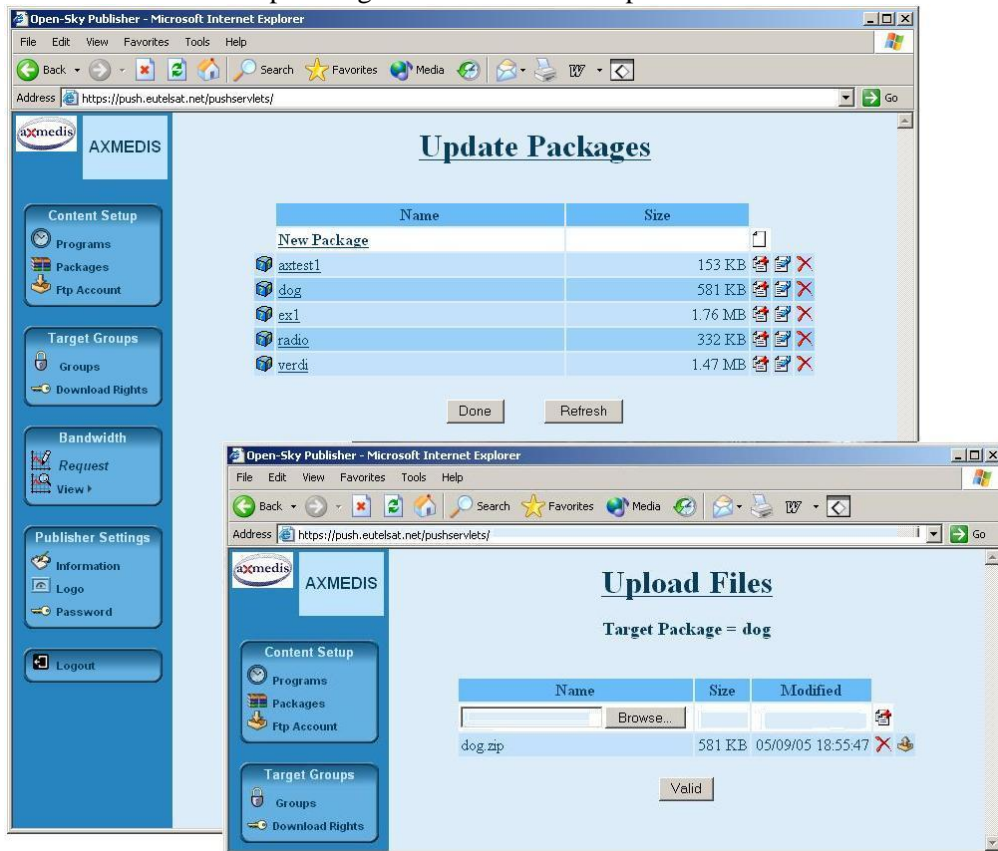 Open-Sky Publisher - Microsoft Internet Explorer
File Edit View Favorites Tools Help
Back Search Favorites Media
Address https://push.eutelsat.net/pushservlets/ Go
axmedis AXMEDIS
Update Packages
Content Setup
Programs
Packages
Ftp Account
Target Groups
Groups
Download Rights
Bandwidth
Request
View
Publisher Settings
Information
Logo
Password
Logout
Name Size
New Package
axtest1 153 KB
dog 581 KB
ex1 1.76 MB
radio 332 KB
verdi 1.47 MB
Done Refresh
Open-Sky Publisher - Microsoft Internet Explorer
File Edit View Favorites Tools Help
Back Search Favorites Media
Address https://push.eutelsat.net/pushservlets/ Go
axmedis AXMEDIS
Upload Files
Target Package = dog
Content Setup
Programs
Packages
Ftp Account
Target Groups
Groups
Download Rights
Name Size Modified
Browse...
dog.zip 581 KB 05/09/05 18:55:47
Valid